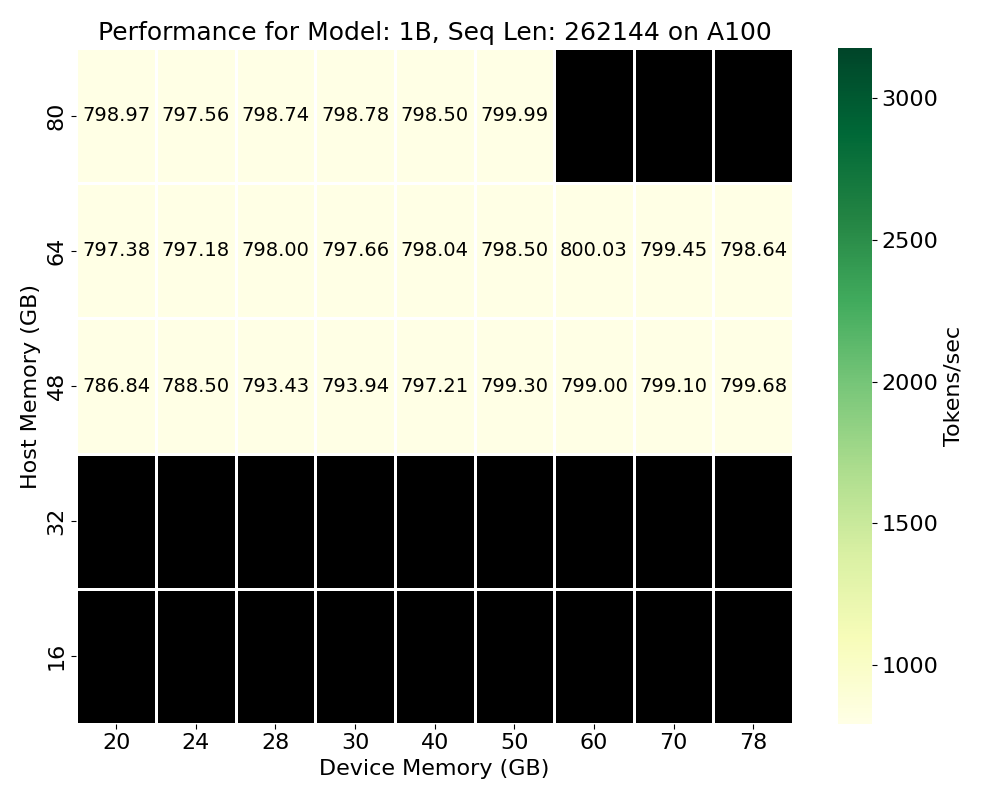 Performance for Model: 1B, Seq Len: 262144 on A100
80 798.97 797.56 798.74 798.78 798.50 799.99
64 797.38 797.18 798.00 797.66 798.04 798.50 800.03 799.45 798.64
48 786.84 788.50 793.43 793.94 797.21 799.30 799.00 799.10 799.68
32
16
Host Memory (GB)
20 24 28 30 40 50 60 70 78
Device Memory (GB)
3000
2500
2000
1500
1000
Tokens/sec